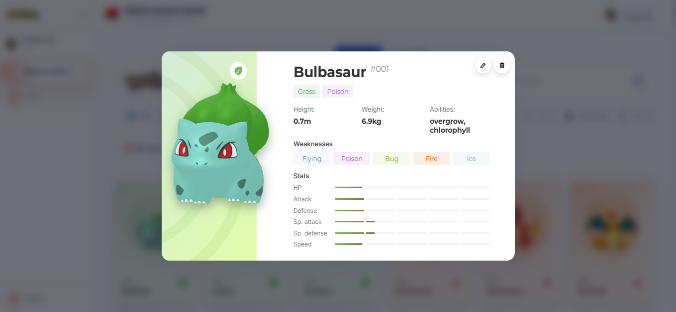 Bulbasaur #001
Grass Poison
Height: Weight: Abilities:
0.7m 6.9kg overgrow,
chlorophyll
Weaknesses
Flying Poison Bug Fire Ice
Stats
HP
Attack
Defense
Sp. attack
Sp. defense
Speed